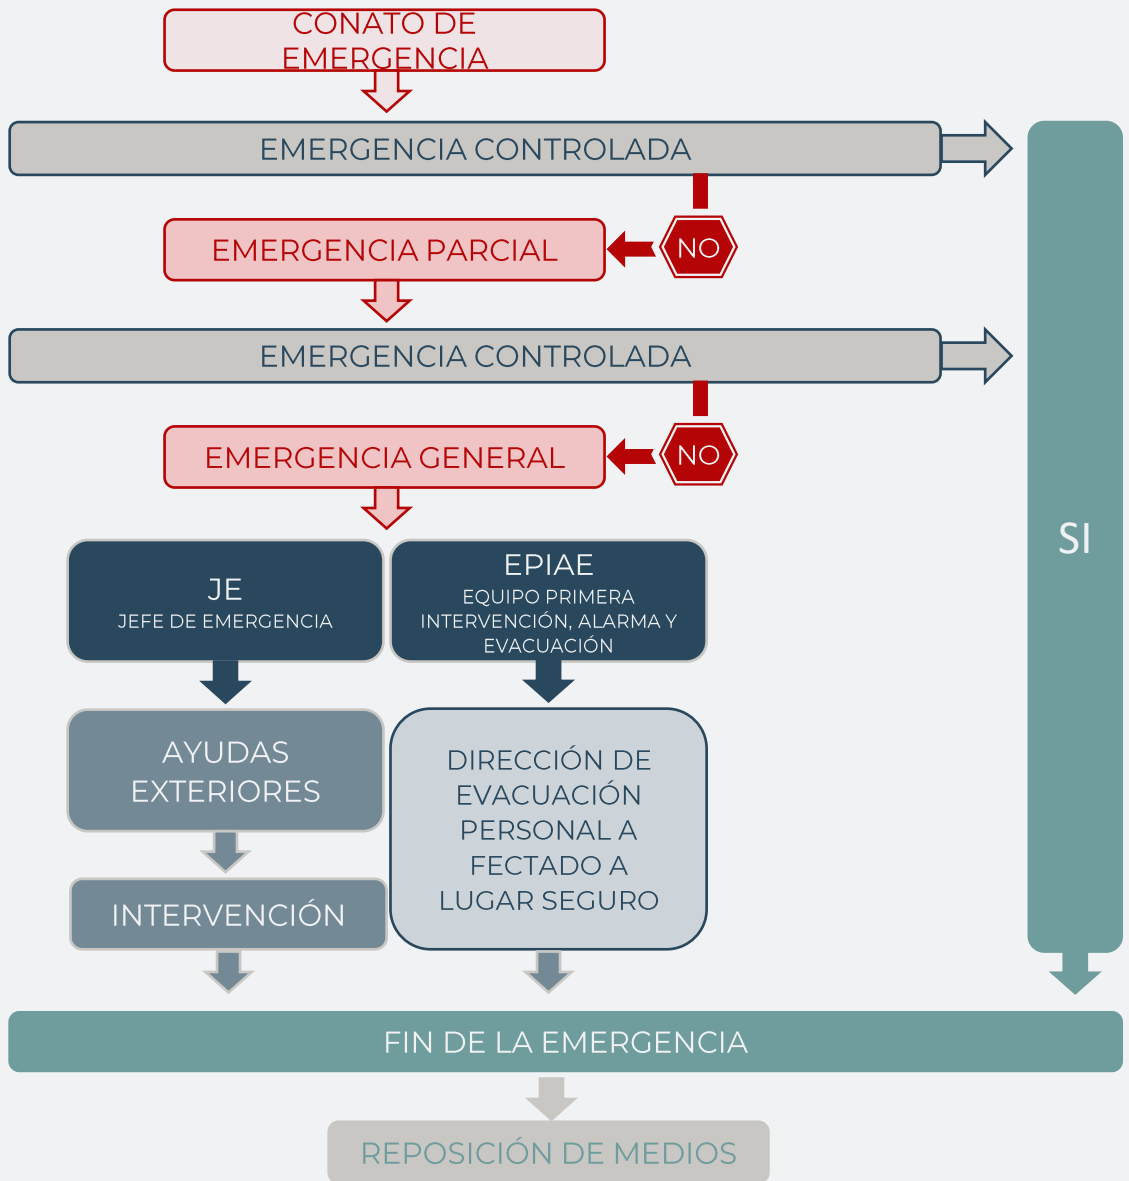 CONATO DE
EMERGENCIA
EMERGENCIA CONTROLADA
NO
EMERGENCIA PARCIAL
EMERGENCIA CONTROLADA
NO
EMERGENCIA GENERAL
SI
JE
JEFE DE EMERGENCIA
EPIAE
EQUIPO PRIMERA
INTERVENCIÓN, ALARMA Y
EVACUACIÓN
AYUDAS
EXTERIORES
INTERVENCIÓN
DIRECCIÓN DE
EVACUACIÓN
PERSONAL A
FECTADO A
LUGAR SEGURO
FIN DE LA EMERGENCIA
REPOSICIÓN DE MEDIOS